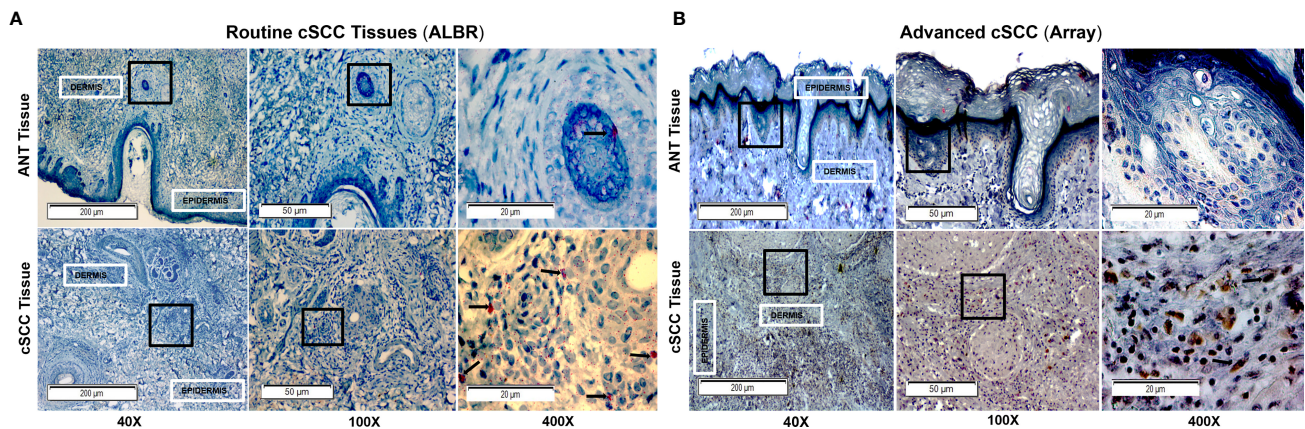 A
Routine cSCC Tissues (ALBR)
ANT Tissue
DERMIS
EPIDERMIS
200 µm
50 µm
20 µm
cSCC Tissue
DERMIS
EPIDERMIS
200 µm
50 µm
20 µm
40X
100X
400X
B
Advanced cSCC (Array)
ANT Tissue
EPIDERMIS
DERMIS
200 µm
50 µm
20 µm
cSCC Tissue
EPIDERMIS
DERMIS
200 µm
50 µm
20 µm
40X
100X
400X